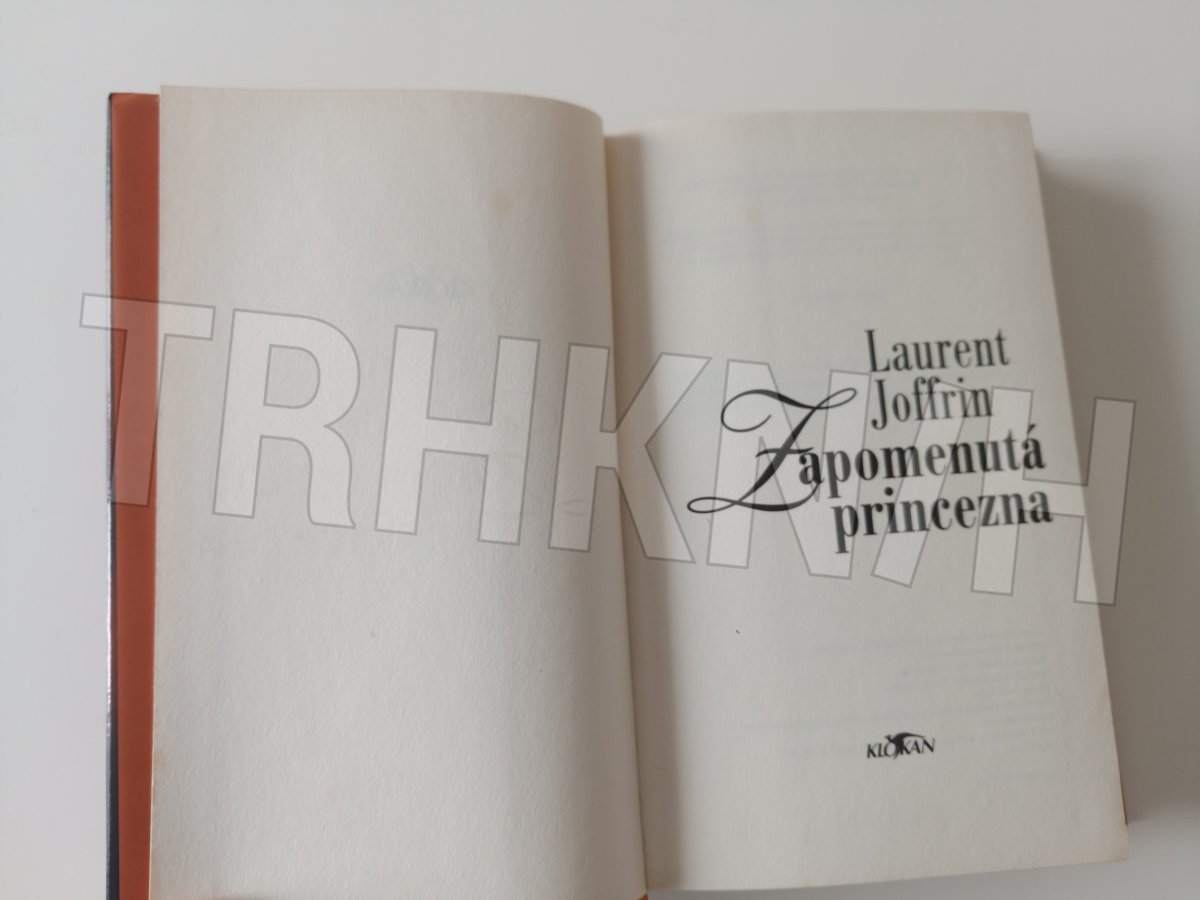 Laurent
Joffrin
Zapomenutá
princezna
KLOKAN
TRHKNIH